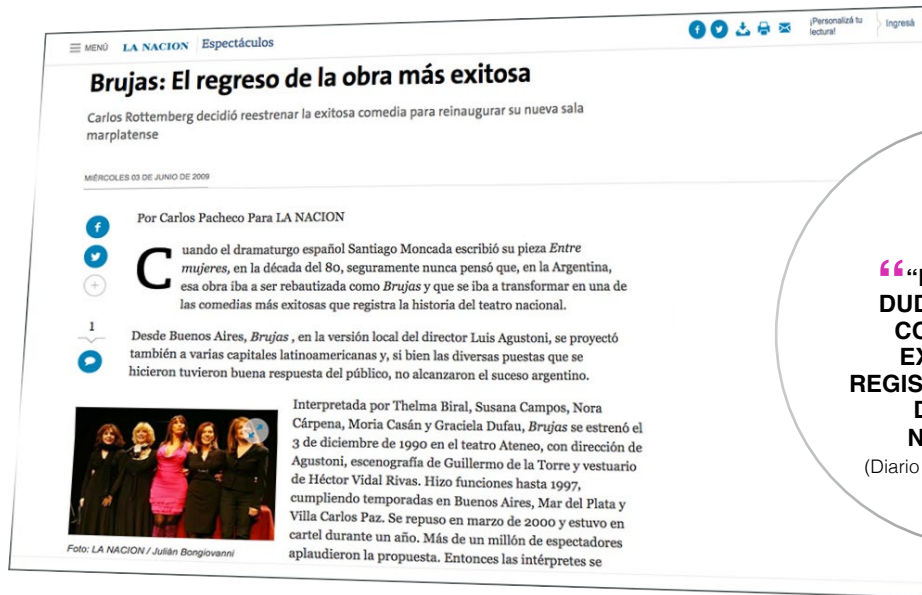 MENÚ LA NACION Espectáculos
¡Personalizá tu
lectura!
Ingresá
Brujas: El regreso de la obra más exitosa
Carlos Rottemberg decidió reestrenar la exitosa comedia para reinaugurar su nueva sala
marplatense
MIÉRCOLES 03 DE JUNIO DE 2009
Por Carlos Pacheco Para LA NACION
Cuando el dramaturgo español Santiago Moncada escribió su pieza Entre
mujeres, en la década del 80, seguramente nunca pensó que, en la Argentina,
esa obra iba a ser rebautizada como Brujas y que se iba a transformar en una de
las comedias más exitosas que registra la historia del teatro nacional.
1
Desde Buenos Aires, Brujas , en la versión local del director Luis Agustoni, se proyectó
también a varias capitales latinoamericanas y, si bien las diversas puestas que se
hicieron tuvieron buena respuesta del público, no alcanzaron el suceso argentino.
Interpretada por Thelma Biral, Susana Campos, Nora
Cárpena, Moria Casán y Graciela Dufau, Brujas se estrenó el
3 de diciembre de 1990 en el teatro Ateneo, con dirección de
Agustoni, escenografía de Guillermo de la Torre y vestuario
de Héctor Vidal Rivas. Hizo funciones hasta 1997,
cumpliendo temporadas en Buenos Aires, Mar del Plata y
Villa Carlos Paz. Se repuso en marzo de 2000 y estuvo en
cartel durante un año. Más de un millón de espectadores
aplaudieron la propuesta. Entonces las intérpretes se
Foto: LA NACION / Julián Bongiovanni
DUD
CO
EX
REGIS
D
N
(Diario